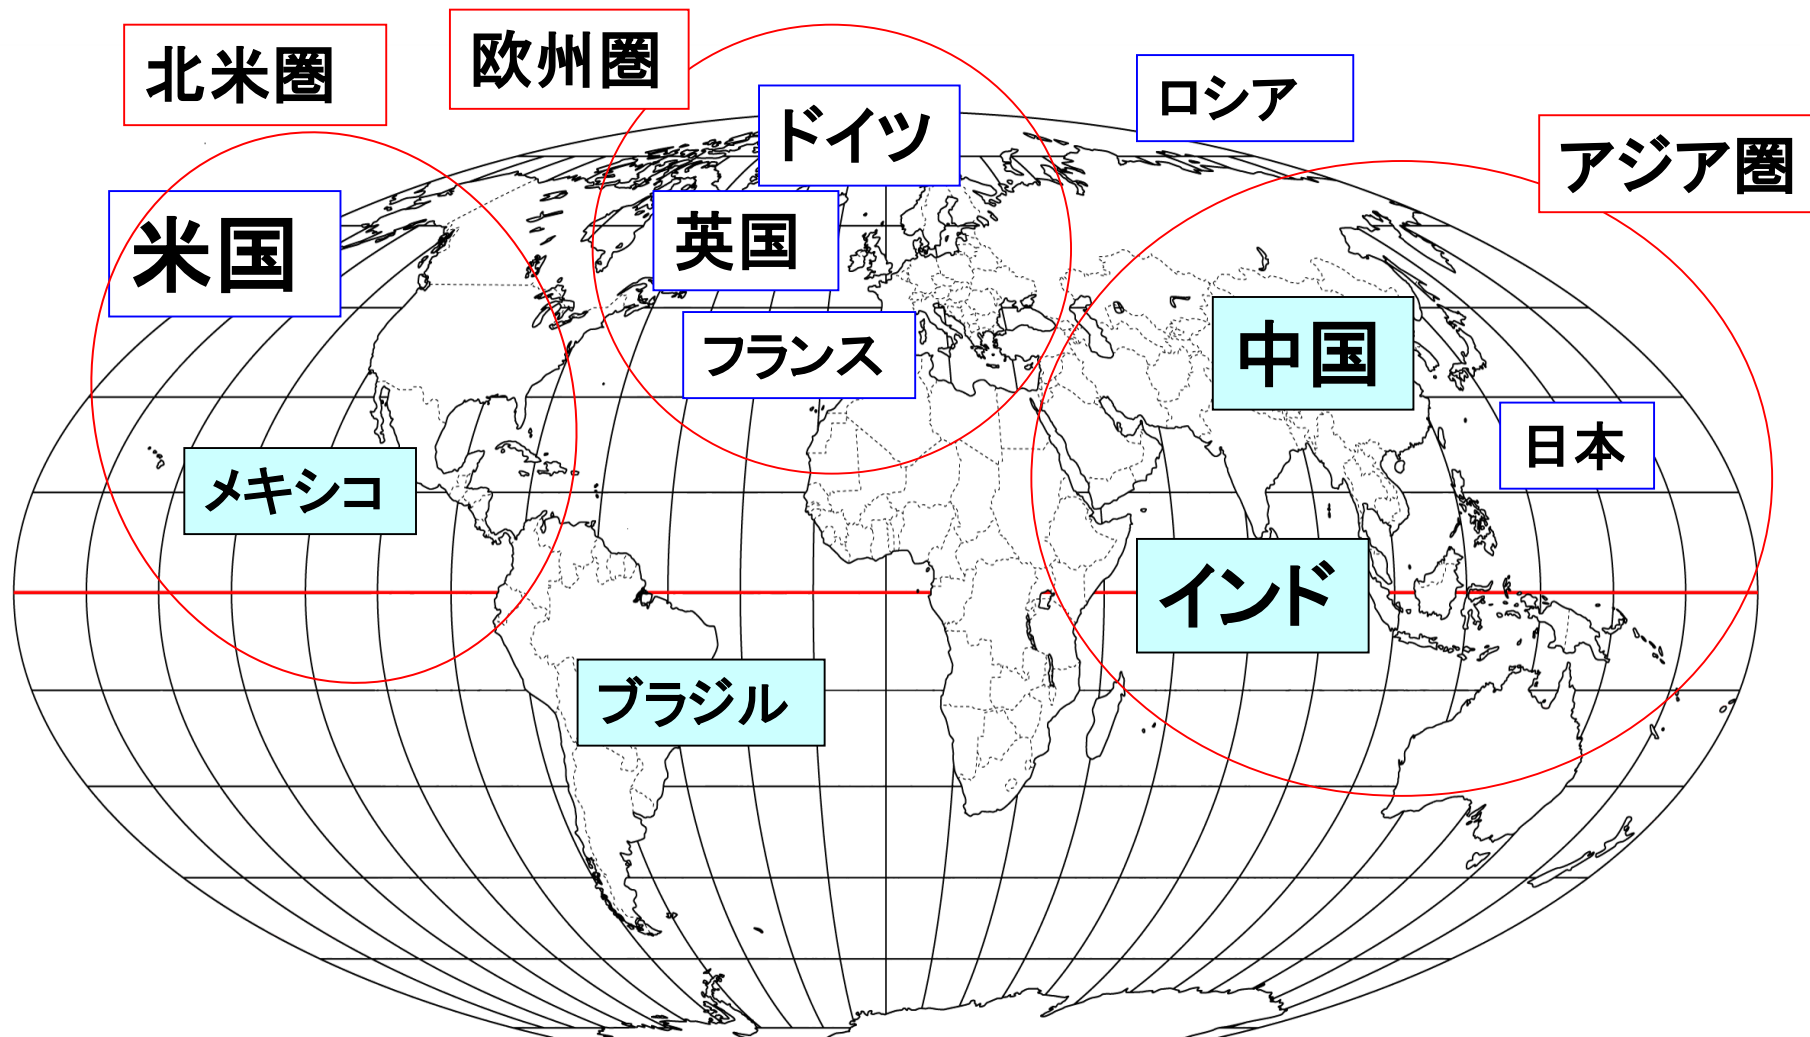 北米圏
欧州圏
ロシア
ドイツ
アジア圏
米国
英国
フランス
中国
日本
メキシコ
インド
ブラジル